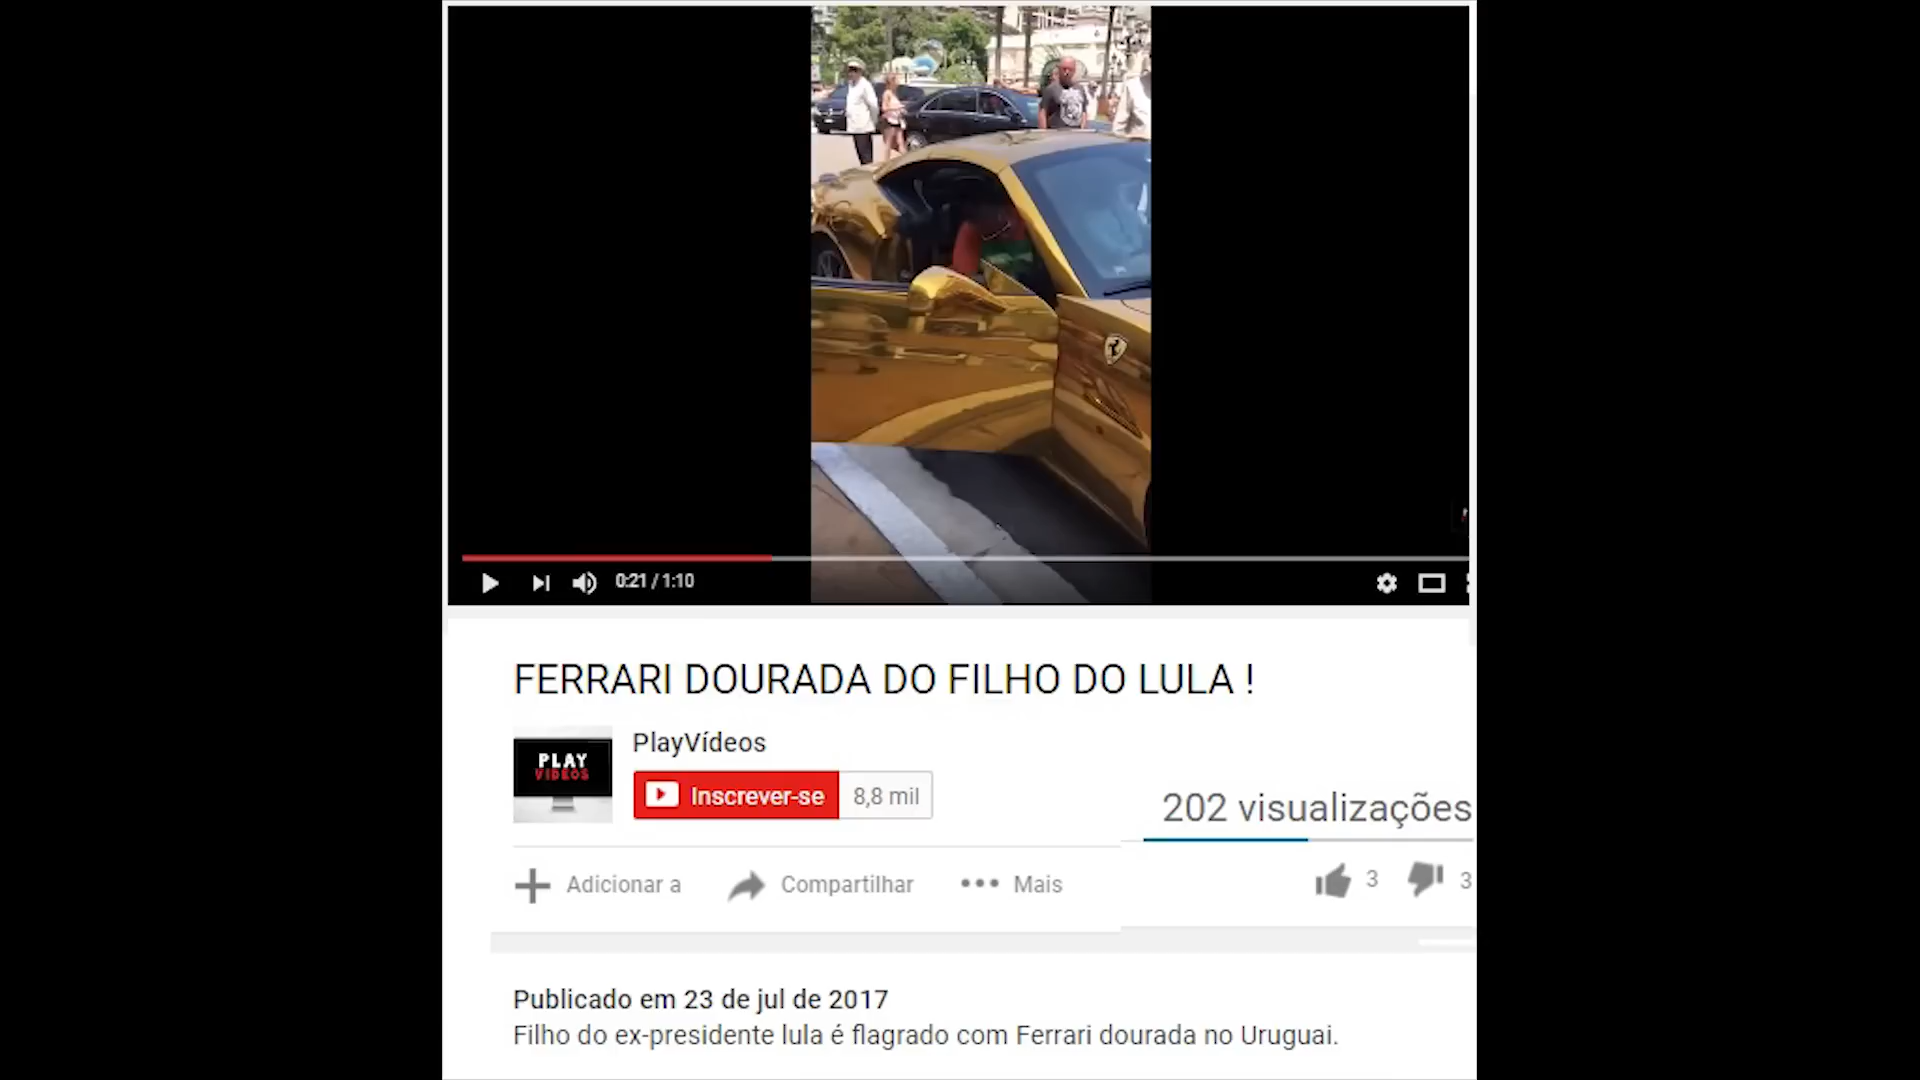 0:21 / 1:10
FERRARI DOURADA DO FILHO DO LULA !
PlayVídeos
PLAY
VIDEOS
Inscrever-se 8,8 mil
202 visualizações
Adicionar a Compartilhar Mais 3 3
Publicado em 23 de jul de 2017
Filho do ex-presidente lula é flagrado com Ferrari dourada no Uruguai.